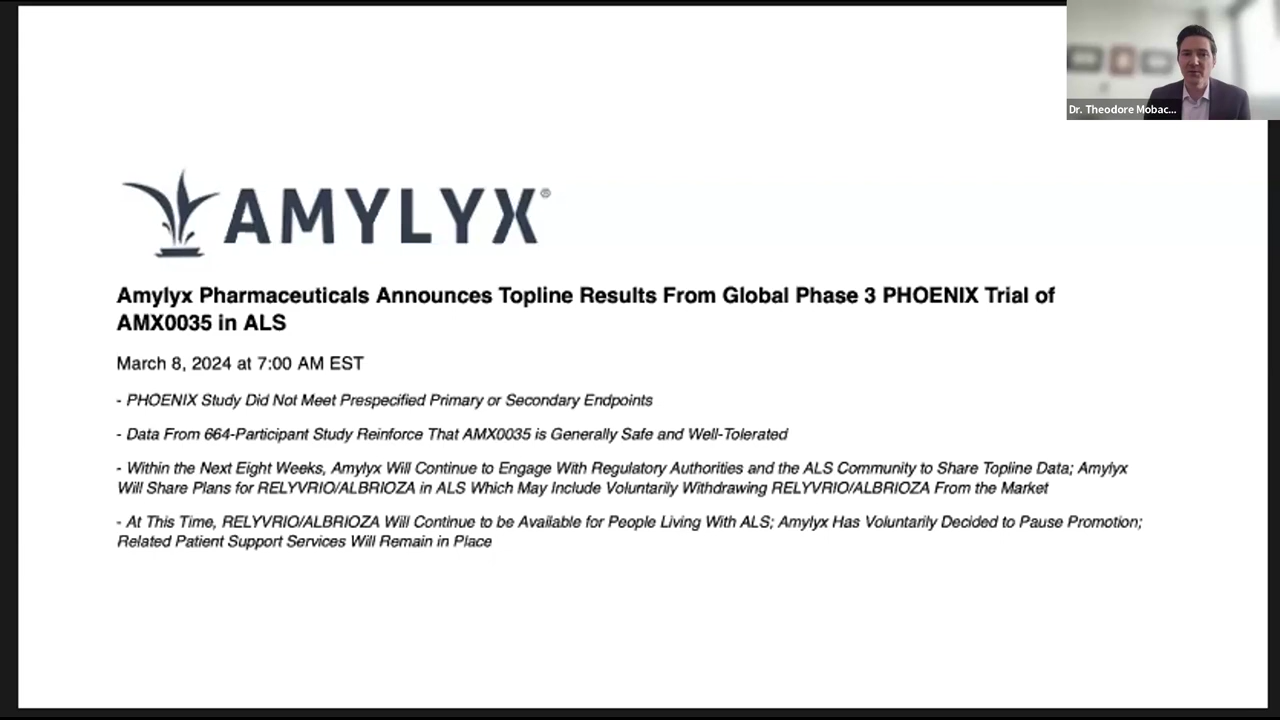 Dr. Theodore Mobac...
AMYLYX®
Amylyx Pharmaceuticals Announces Topline Results From Global Phase 3 PHOENIX Trial of
AMX0035 in ALS
March 8, 2024 at 7:00 AM EST
- PHOENIX Study Did Not Meet Prespecified Primary or Secondary Endpoints
- Data From 664-Participant Study Reinforce That AMX0035 is Generally Safe and Well-Tolerated
- Within the Next Eight Weeks, Amylyx Will Continue to Engage With Regulatory Authorities and the ALS Community to Share Topline Data; Amylyx
Will Share Plans for RELYVRIO/ALBRIOZA in ALS Which May Include Voluntarily Withdrawing RELYVRIO/ALBRIOZA From the Market
- At This Time, RELYVRIO/ALBRIOZA Will Continue to be Available for People Living With ALS; Amylyx Has Voluntarily Decided to Pause Promotion;
Related Patient Support Services Will Remain in Place